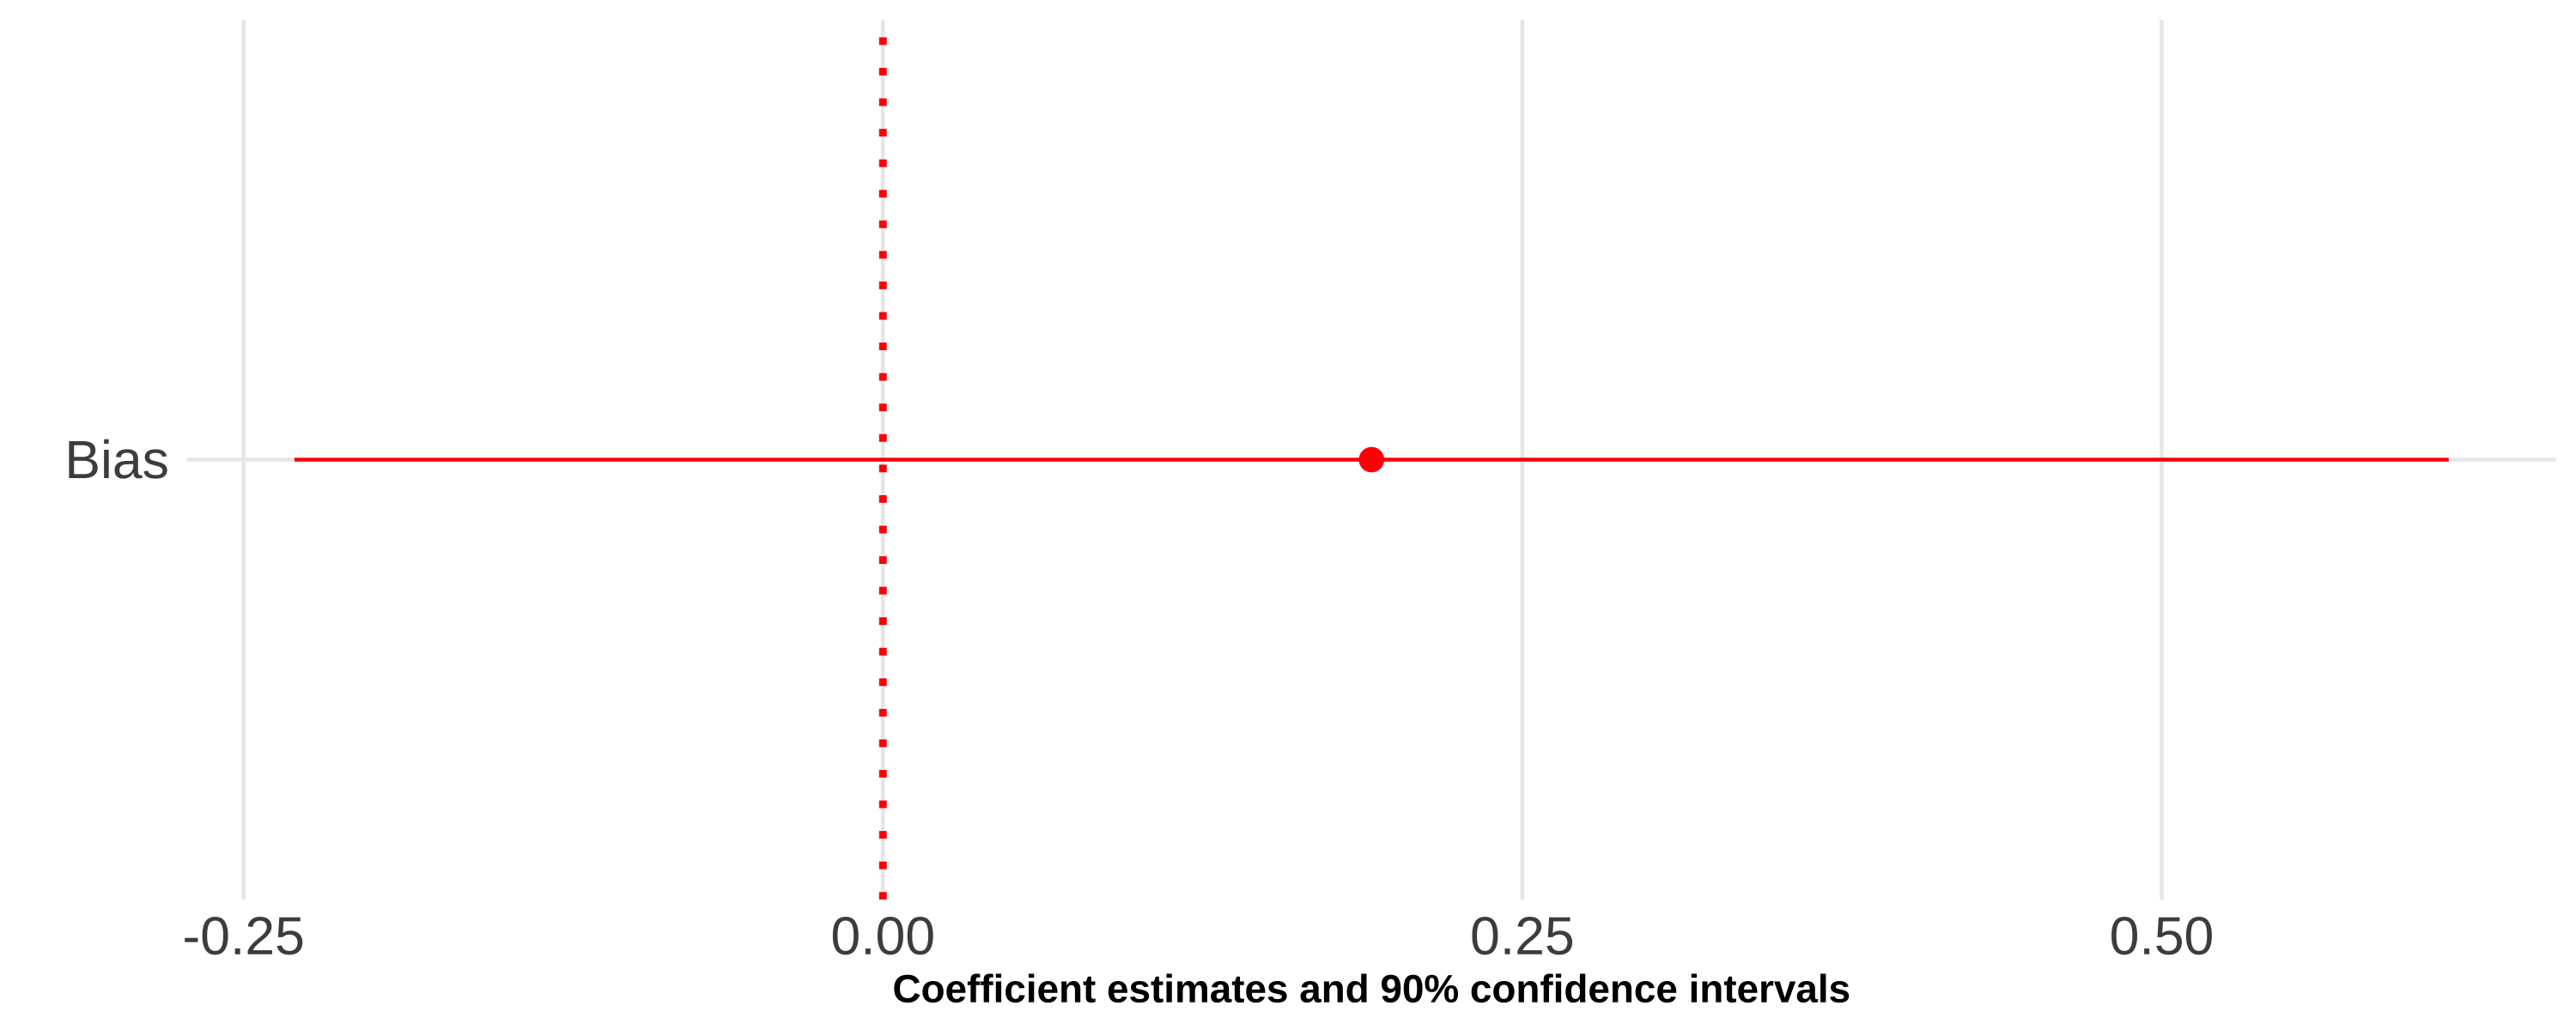 Bias
-0.25 0.00 0.25 0.50
Coefficient estimates and 90% confidence intervals